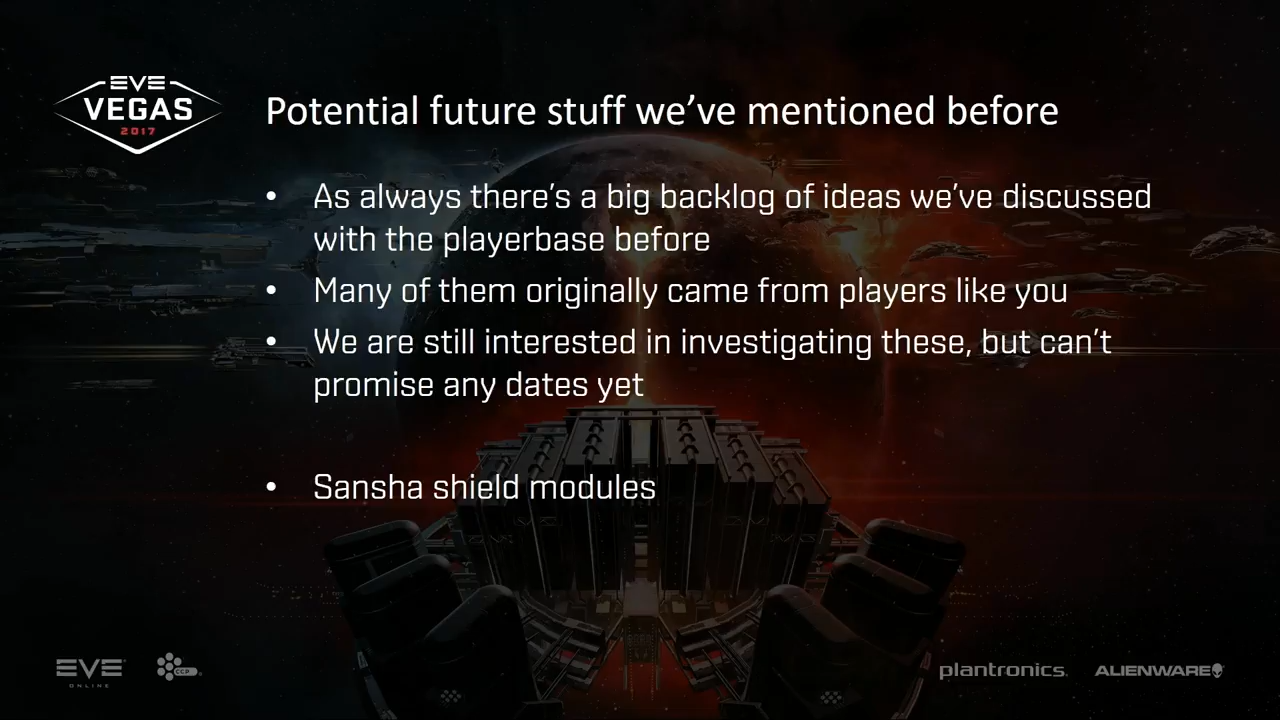 EVE
VEGAS
2017
Potential future stuff we’ve mentioned before
• As always there’s a big backlog of ideas we’ve discussed
with the playerbase before
• Many of them originally came from players like you
• We are still interested in investigating these, but can’t
promise any dates yet
• Sansha shield modules
EVE
ONLINE
CCP
plantronics.
ALIENWARE